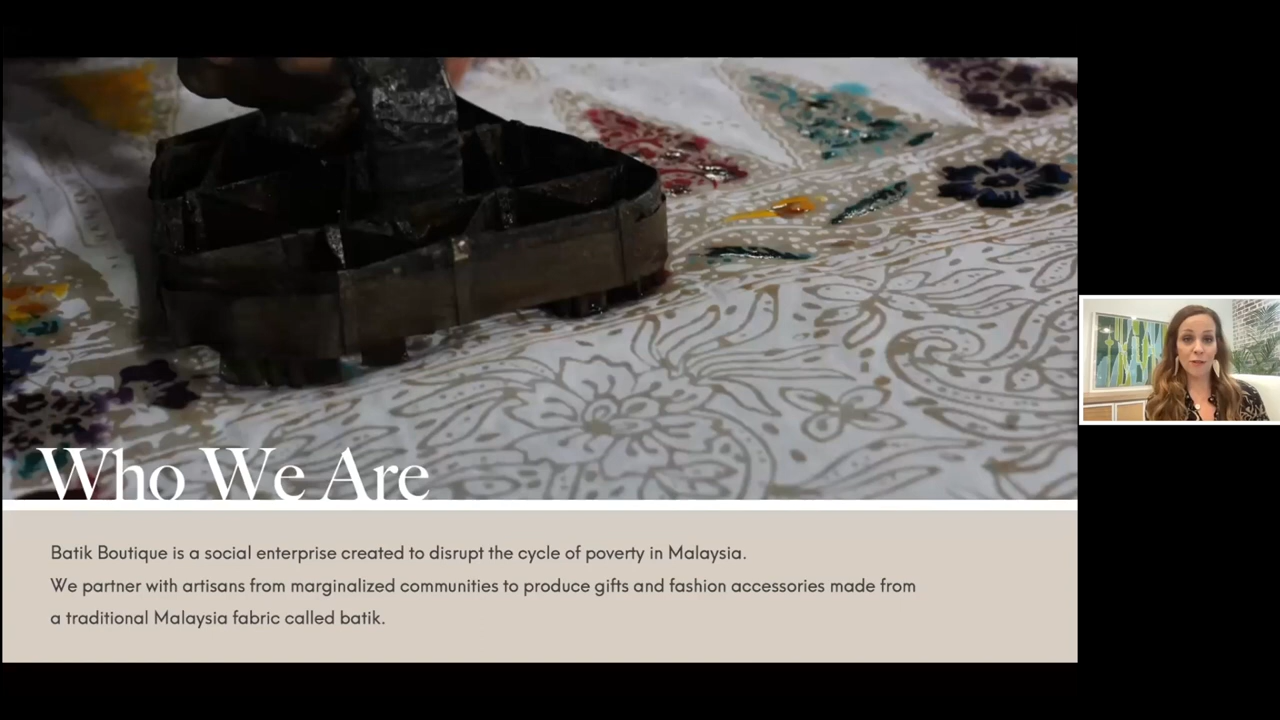 Who We Are
Batik Boutique is a social enterprise created to disrupt the cycle of poverty in Malaysia.
We partner with artisans from marginalized communities to produce gifts and fashion accessories made from
a traditional Malaysia fabric called batik.